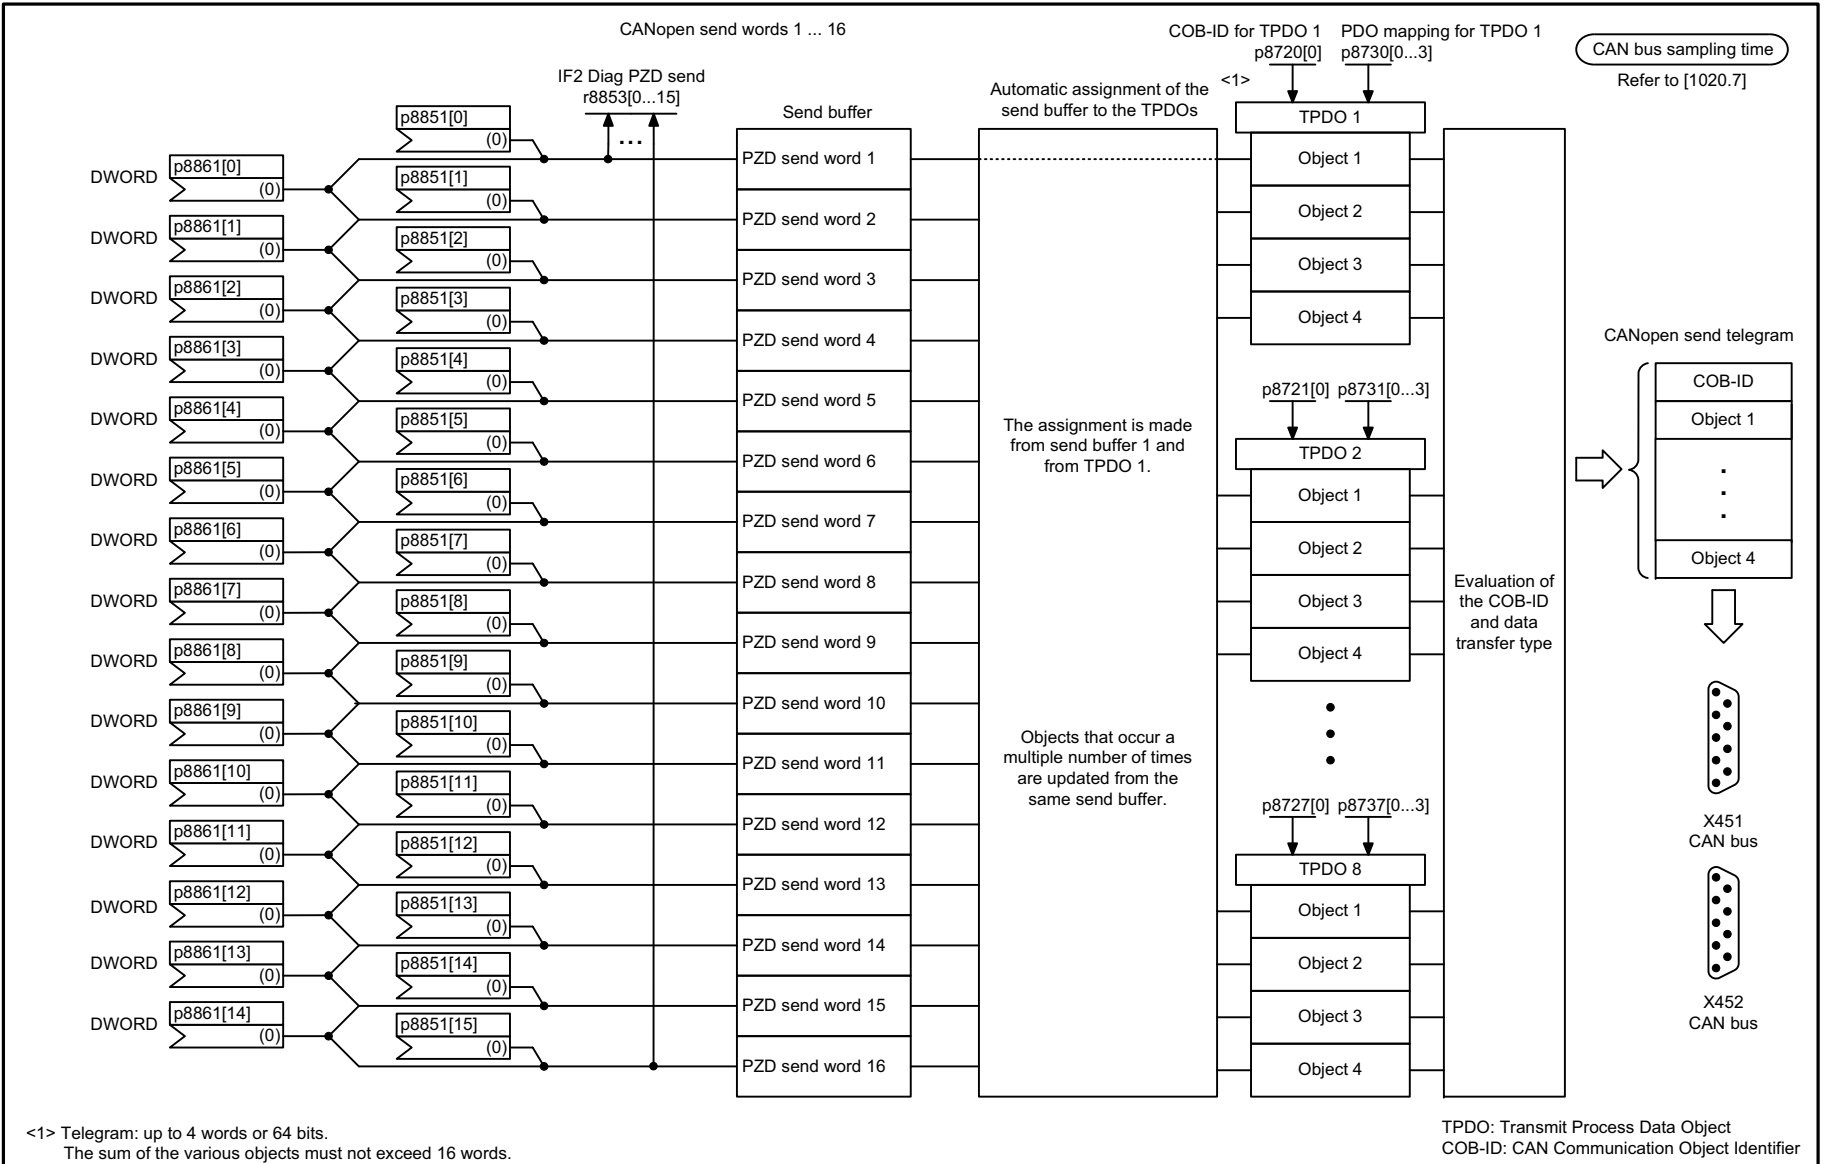 CANopen send words 1 ... 16
COB-ID for TPDO 1
p8720[0]
PDO mapping for TPDO 1
p8730[0...3]
CAN bus sampling time
Refer to [1020.7]
IF2 Diag PZD send
r8853[0...15]
...
<1>
Send buffer
Automatic assignment of the
send buffer to the TPDOs
DWORD
p8861[0]
(0)
DWORD
p8861[1]
(0)
DWORD
p8861[2]
(0)
DWORD
p8861[3]
(0)
DWORD
p8861[4]
(0)
DWORD
p8861[5]
(0)
DWORD
p8861[6]
(0)
DWORD
p8861[7]
(0)
DWORD
p8861[8]
(0)
DWORD
p8861[9]
(0)
DWORD
p8861[10]
(0)
DWORD
p8861[11]
(0)
DWORD
p8861[12]
(0)
DWORD
p8861[13]
(0)
DWORD
p8861[14]
(0)
p8851[0]
(0)
p8851[1]
(0)
p8851[2]
(0)
p8851[3]
(0)
p8851[4]
(0)
p8851[5]
(0)
p8851[6]
(0)
p8851[7]
(0)
p8851[8]
(0)
p8851[9]
(0)
p8851[10]
(0)
p8851[11]
(0)
p8851[12]
(0)
p8851[13]
(0)
p8851[14]
(0)
p8851[15]
(0)
PZD send word 1
PZD send word 2
PZD send word 3
PZD send word 4
PZD send word 5
PZD send word 6
PZD send word 7
PZD send word 8
PZD send word 9
PZD send word 10
PZD send word 11
PZD send word 12
PZD send word 13
PZD send word 14
PZD send word 15
PZD send word 16
The assignment is made
from send buffer 1 and
from TPDO 1.
Objects that occur a
multiple number of times
are updated from the
same send buffer.
TPDO 1
Object 1
Object 2
Object 3
Object 4
p8721[0]
p8731[0...3]
TPDO 2
Object 1
Object 2
Object 3
Object 4
p8727[0]
p8737[0...3]
TPDO 8
Object 1
Object 2
Object 3
Object 4
Evaluation of
the COB-ID
and data
transfer type
CANopen send telegram
COB-ID
Object 1
.
.
.
Object 4
X451
CAN bus
X452
CAN bus
<1> Telegram: up to 4 words or 64 bits.
The sum of the various objects must not exceed 16 words.
TPDO: Transmit Process Data Object
COB-ID: CAN Communication Object Identifier